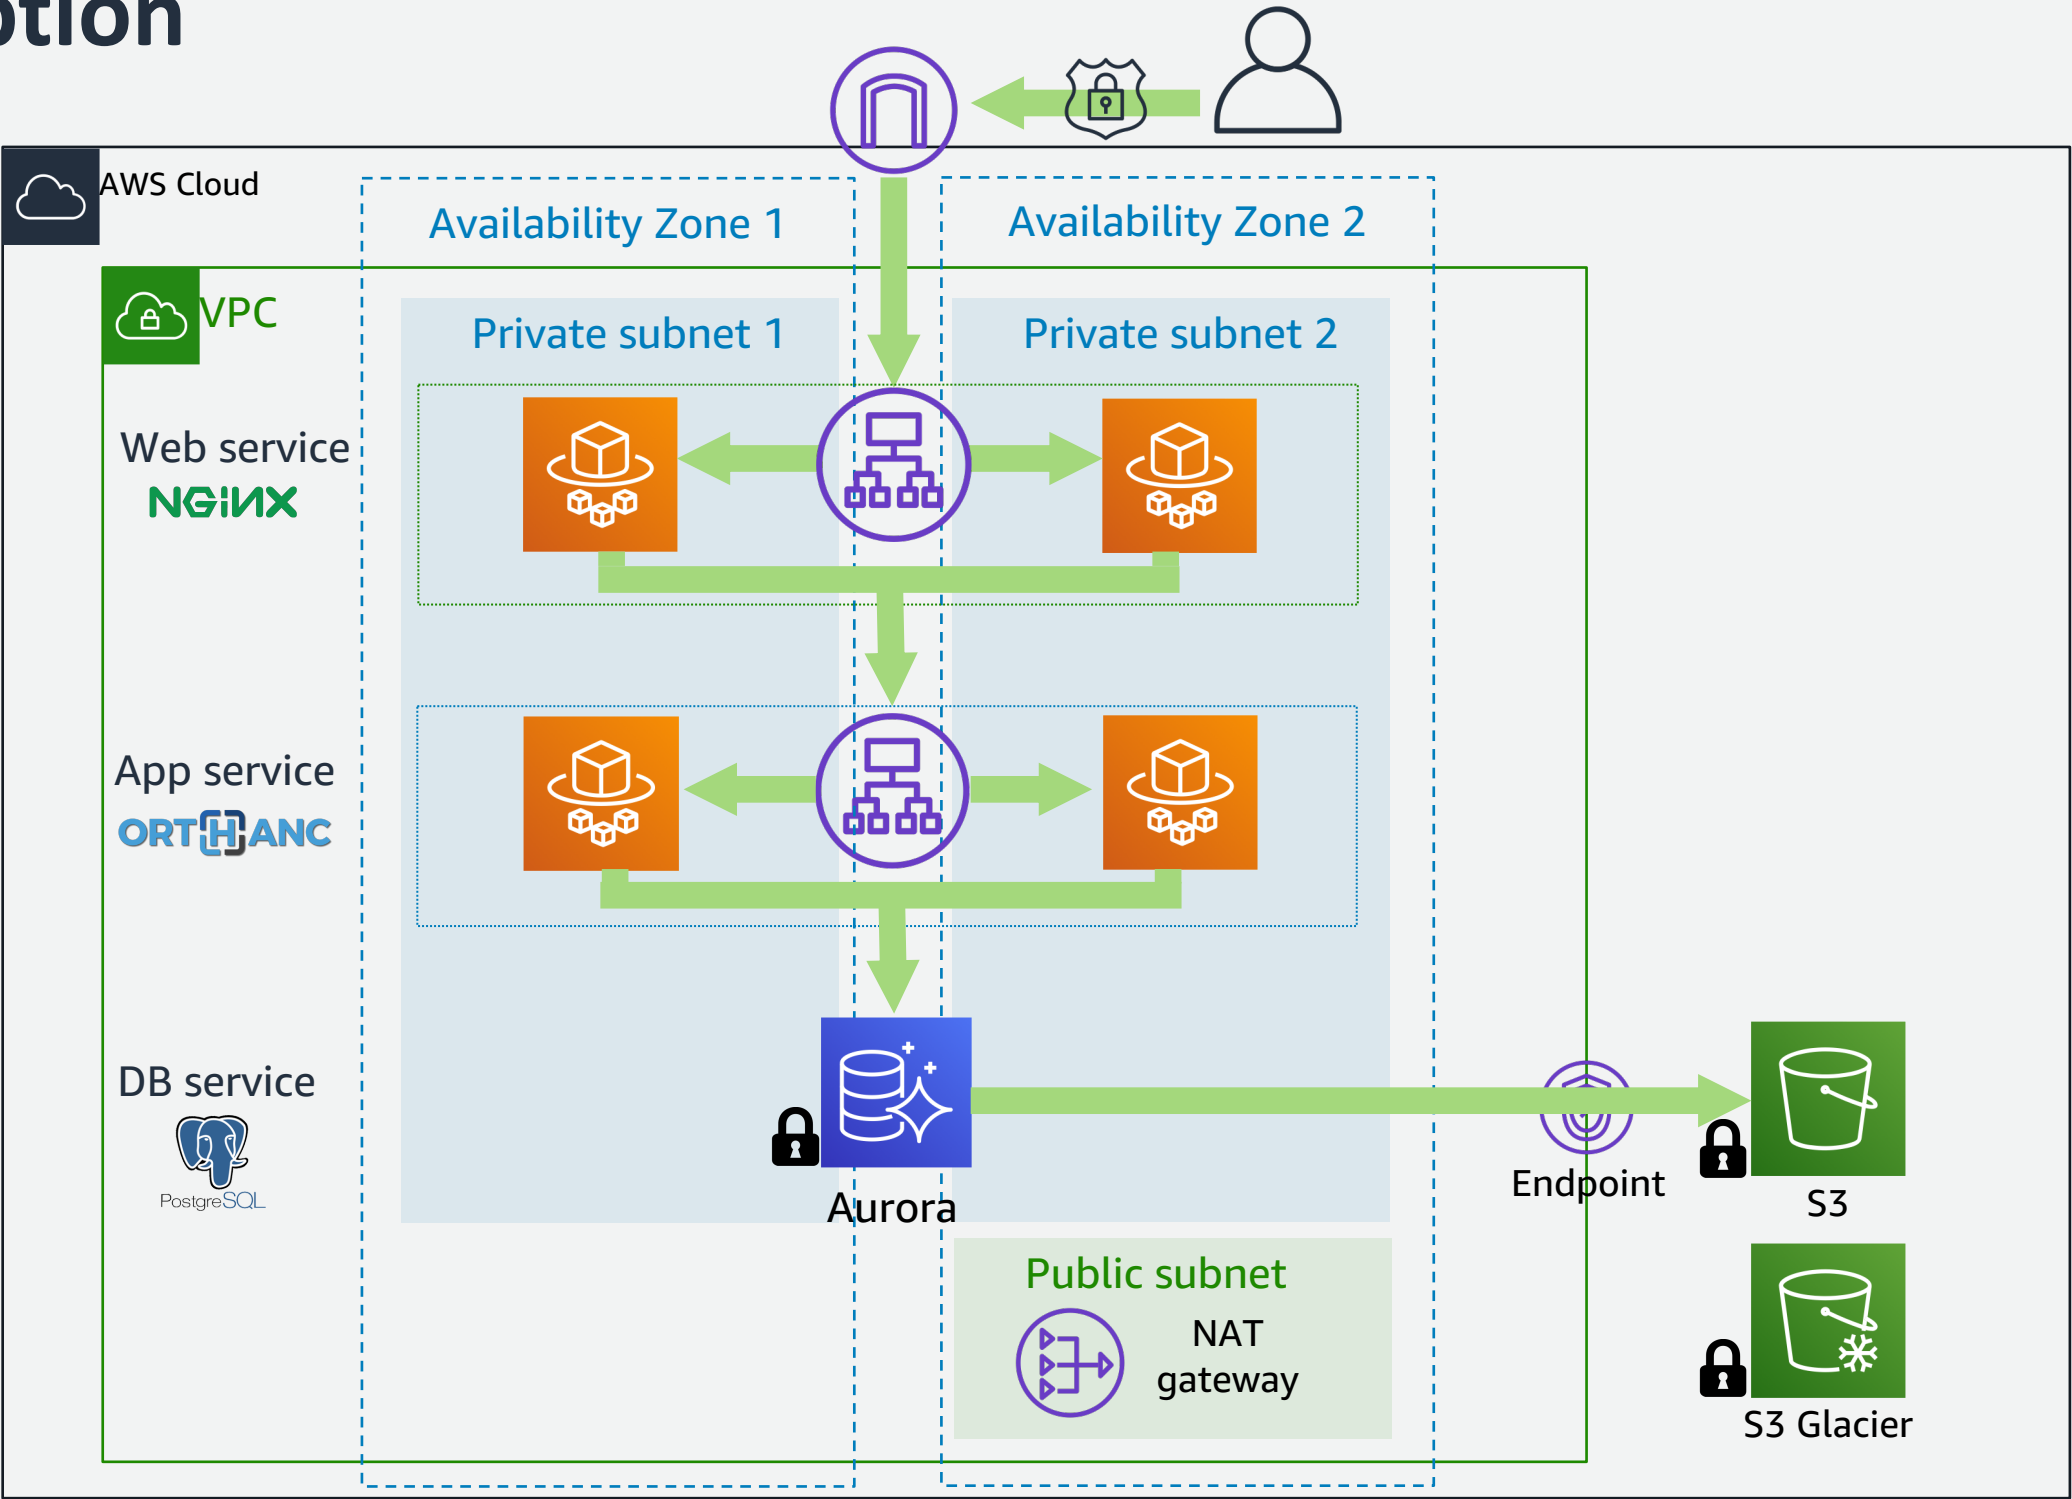 ption
AWS Cloud
Availability Zone 1
Availability Zone 2
VPC
Private subnet 1
Private subnet 2
Web service
NGINX
App service
ORTHANC
DB service
PostgreSQL
Aurora
Endpoint
S3
Public subnet
NAT
gateway
S3 Glacier